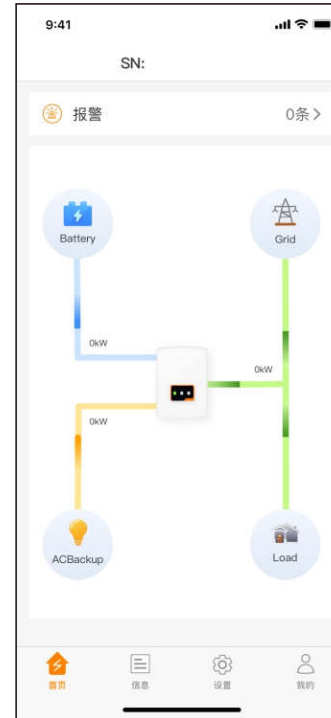 9:41
SN:
报警 0条
Battery Grid
0kW
0kW
0kW
ACBackup Load
首页 信息 设置 我的